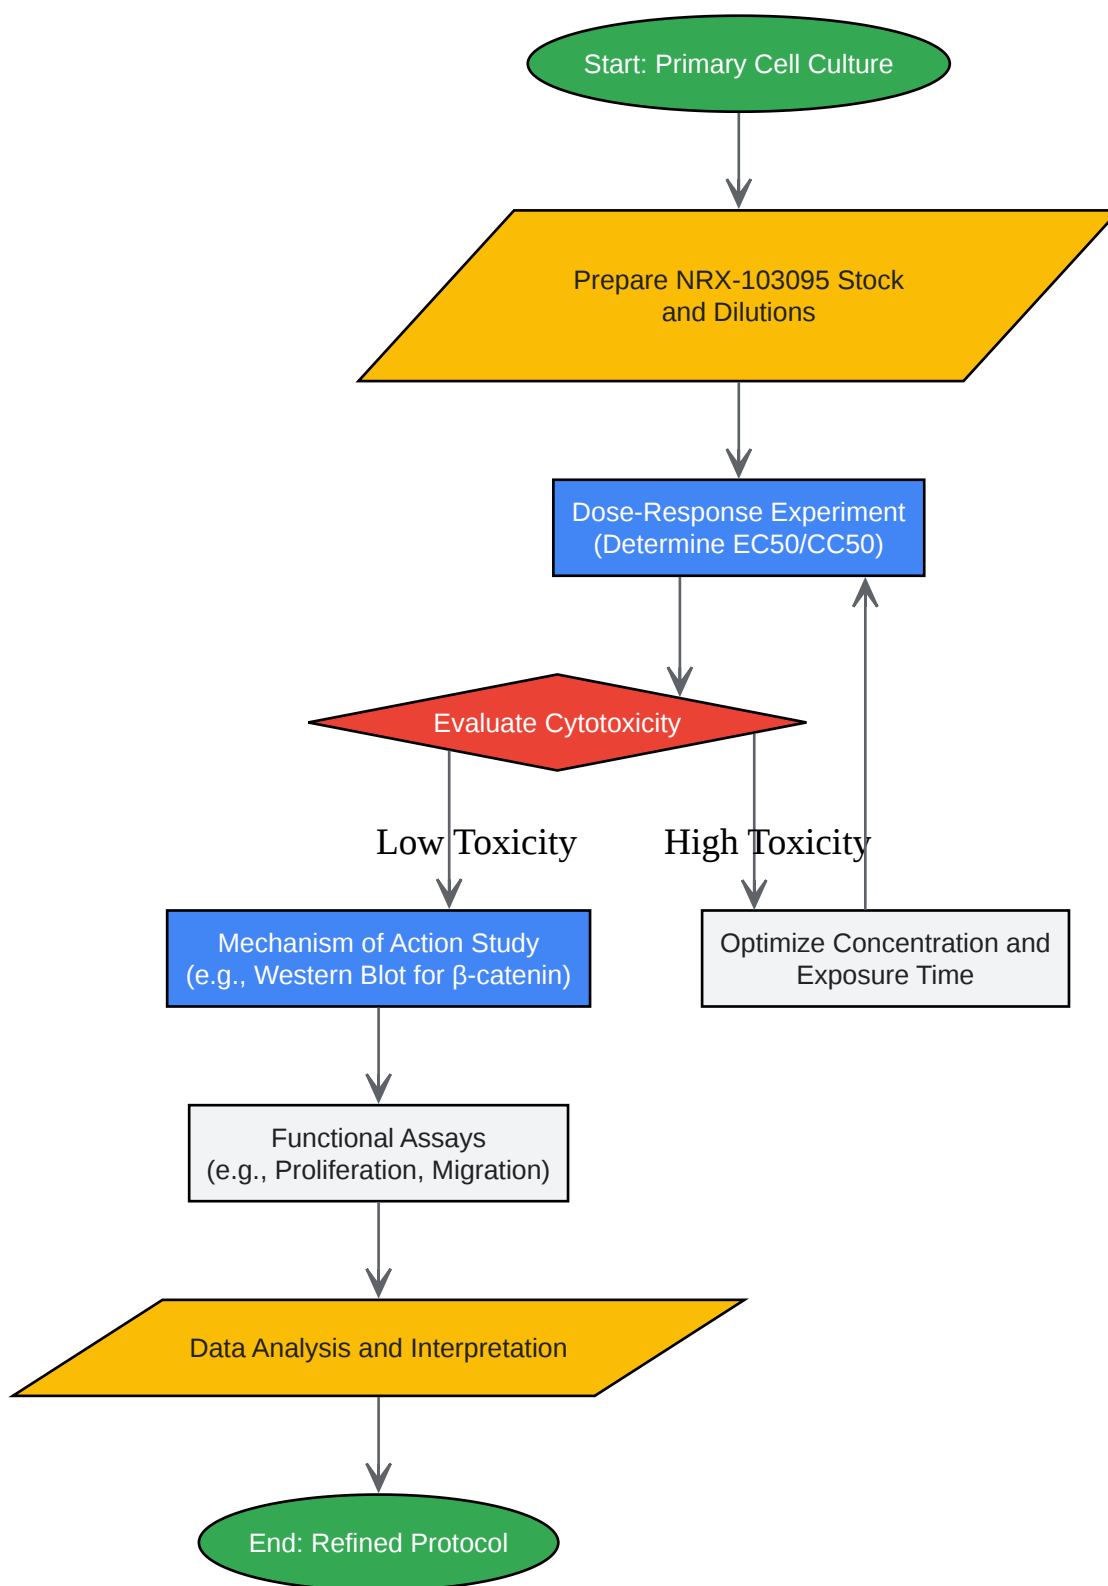 Start: Primary Cell Culture
Prepare NRX-103095 Stock
and Dilutions
Dose-Response Experiment
(Determine EC50/CC50)
Evaluate Cytotoxicity
Low Toxicity
High Toxicity
Mechanism of Action Study
(e.g., Western Blot for β-catenin)
Optimize Concentration and
Exposure Time
Functional Assays
(e.g., Proliferation, Migration)
Data Analysis and Interpretation
End: Refined Protocol